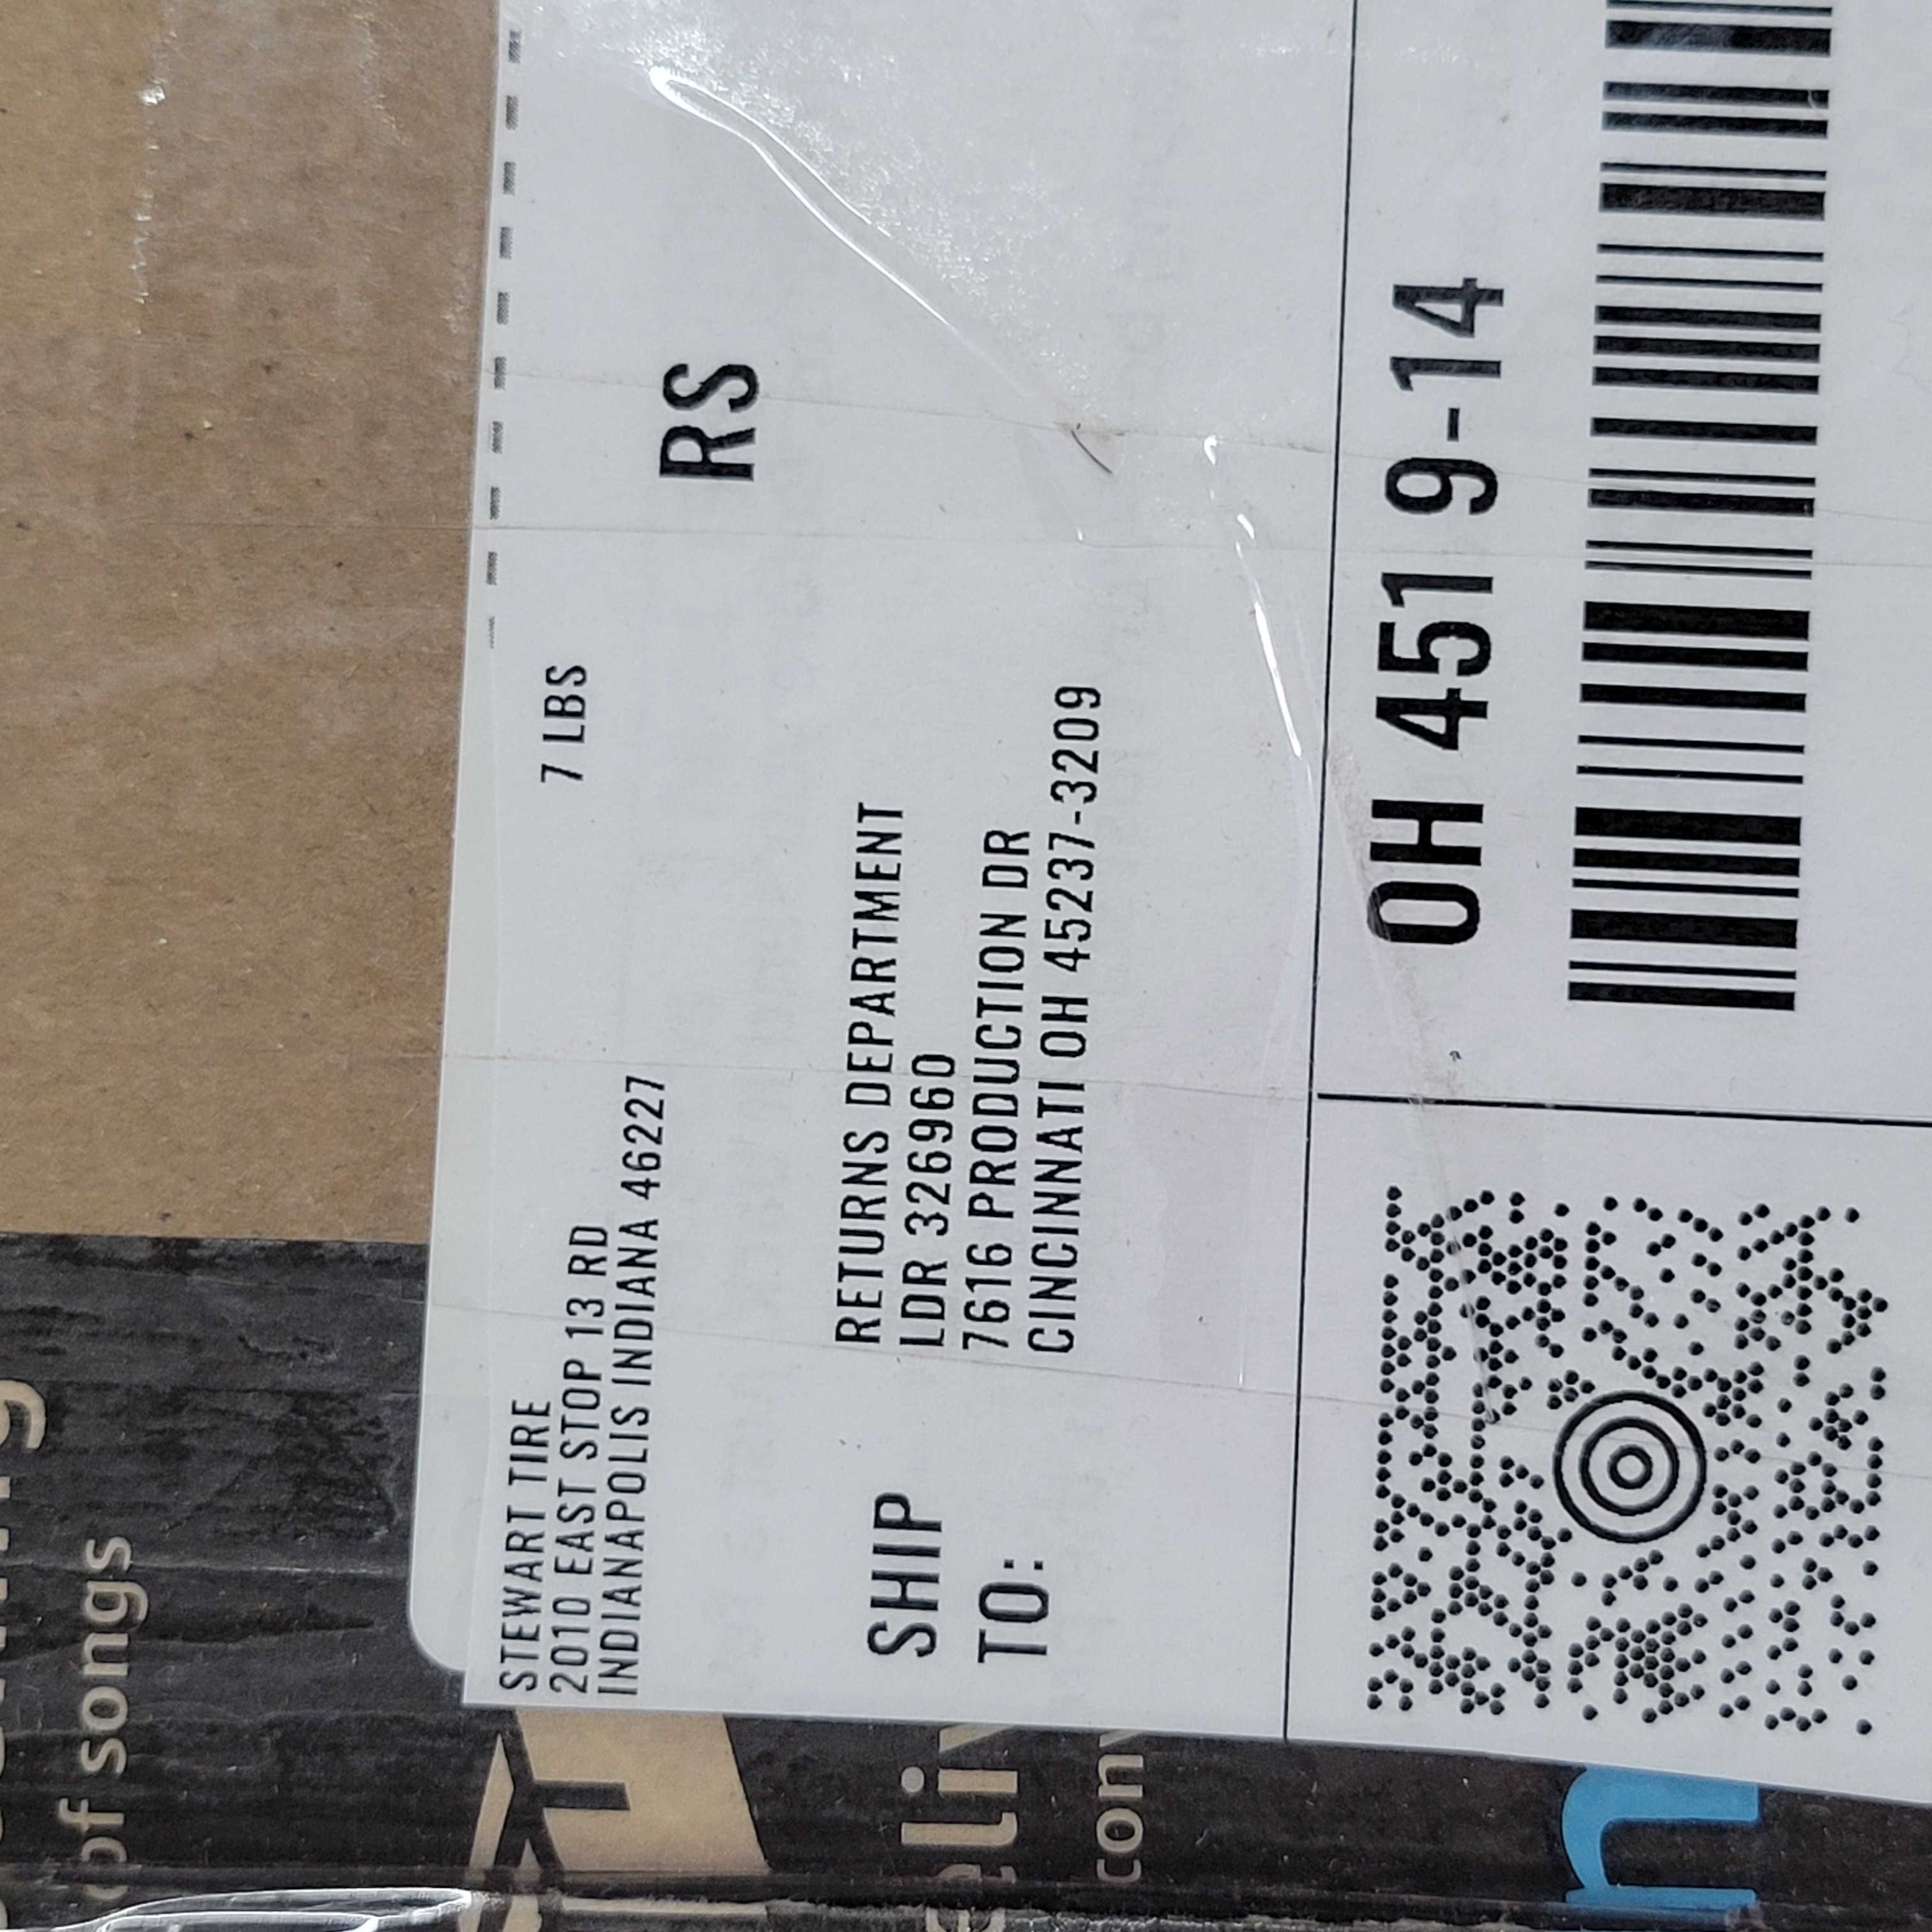 STEWART TIRE
2010 EAST STOP 13 RD
INDIANAPOLIS INDIANA 46227
7 LBS
RS
SHIP
TO:
RETURNS DEPARTMENT
LDR 326960
7616 PRODUCTION DR
CINCINNATI OH 45237-3209
OH 451 9-14
of songs